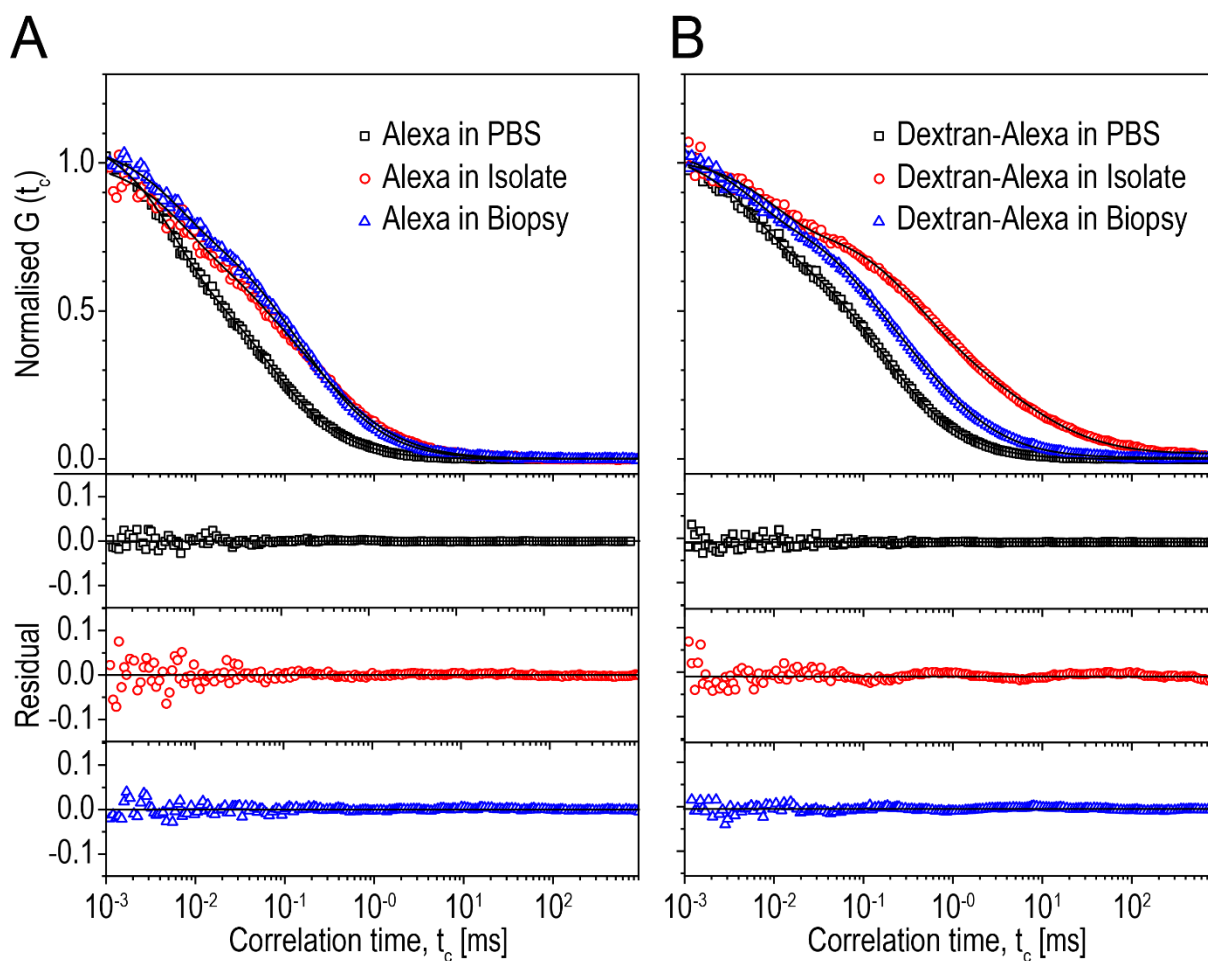 A
B
Alexa in PBS
Alexa in Isolate
Alexa in Biopsy
Dextran-Alexa in PBS
Dextran-Alexa in Isolate
Dextran-Alexa in Biopsy
Normalised G (t_c)
1.0
0.5
0.0
0.1
0.0
-0.1
Residual
0.1
0.0
-0.1
0.1
0.0
-0.1
10⁻³ 10⁻² 10⁻¹ 10⁻⁰ 10¹ 10²
10⁻³ 10⁻² 10⁻¹ 10⁻⁰ 10¹ 10²
Correlation time, t_c [ms]
Correlation time, t_c [ms]